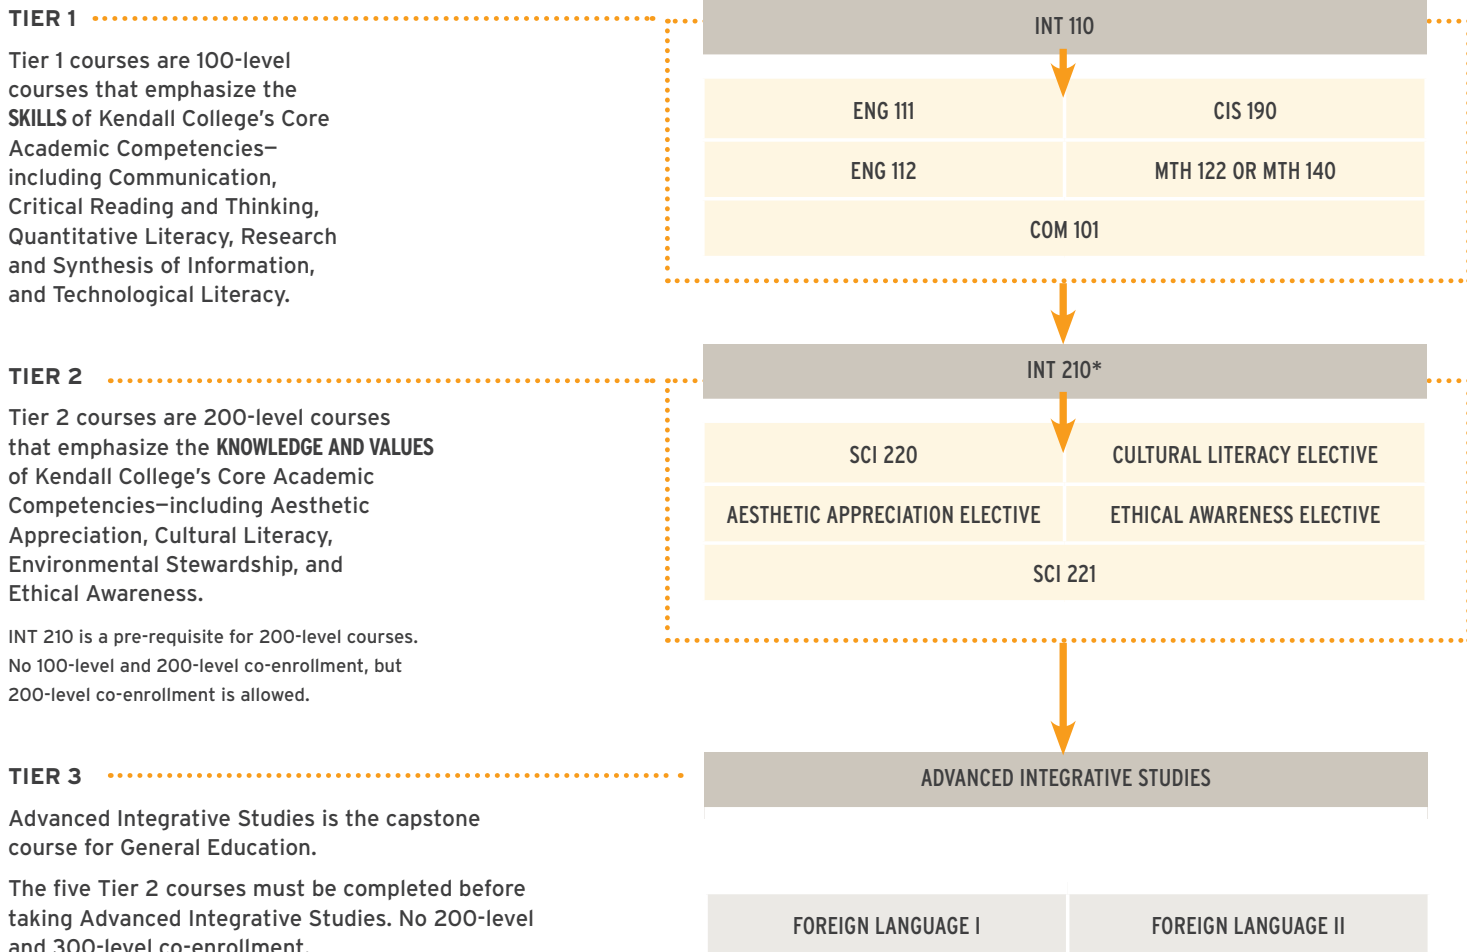 TIER 1
Tier 1 courses are 100-level
courses that emphasize the
SKILLS of Kendall College's Core
Academic Competencies—
including Communication,
Critical Reading and Thinking,
Quantitative Literacy, Research
and Synthesis of Information,
and Technological Literacy.
INT 110
ENG 111
CIS 190
ENG 112
MTH 122 OR MTH 140
COM 101
TIER 2
Tier 2 courses are 200-level courses
that emphasize the KNOWLEDGE AND VALUES
of Kendall College's Core Academic
Competencies—including Aesthetic
Appreciation, Cultural Literacy,
Environmental Stewardship, and
Ethical Awareness.
INT 210 is a pre-requisite for 200-level courses.
No 100-level and 200-level co-enrollment, but
200-level co-enrollment is allowed.
INT 210*
SCI 220
CULTURAL LITERACY ELECTIVE
AESTHETIC APPRECIATION ELECTIVE
ETHICAL AWARENESS ELECTIVE
SCI 221
TIER 3
Advanced Integrative Studies is the capstone
course for General Education.
The five Tier 2 courses must be completed before
taking Advanced Integrative Studies. No 200-level
and 300-level co-enrollment.
ADVANCED INTEGRATIVE STUDIES
FOREIGN LANGUAGE I
FOREIGN LANGUAGE II